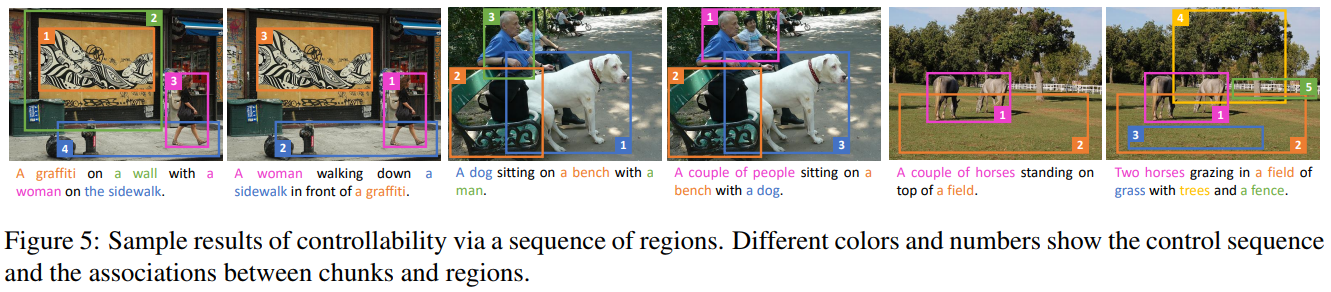 1
2
3
4
3
1
2
3
2
1
1
2
3
1
2
4
5
1
3
2
A graffiti on a wall with a
woman on the sidewalk.
A woman walking down a
sidewalk in front of a graffiti.
A dog sitting on a bench with a
man.
A couple of people sitting on a
bench with a dog.
A couple of horses standing on
top of a field.
Two horses grazing in a field of
grass with trees and a fence.
Figure 5: Sample results of controllability via a sequence of regions. Different colors and numbers show the control sequence
and the associations between chunks and regions.